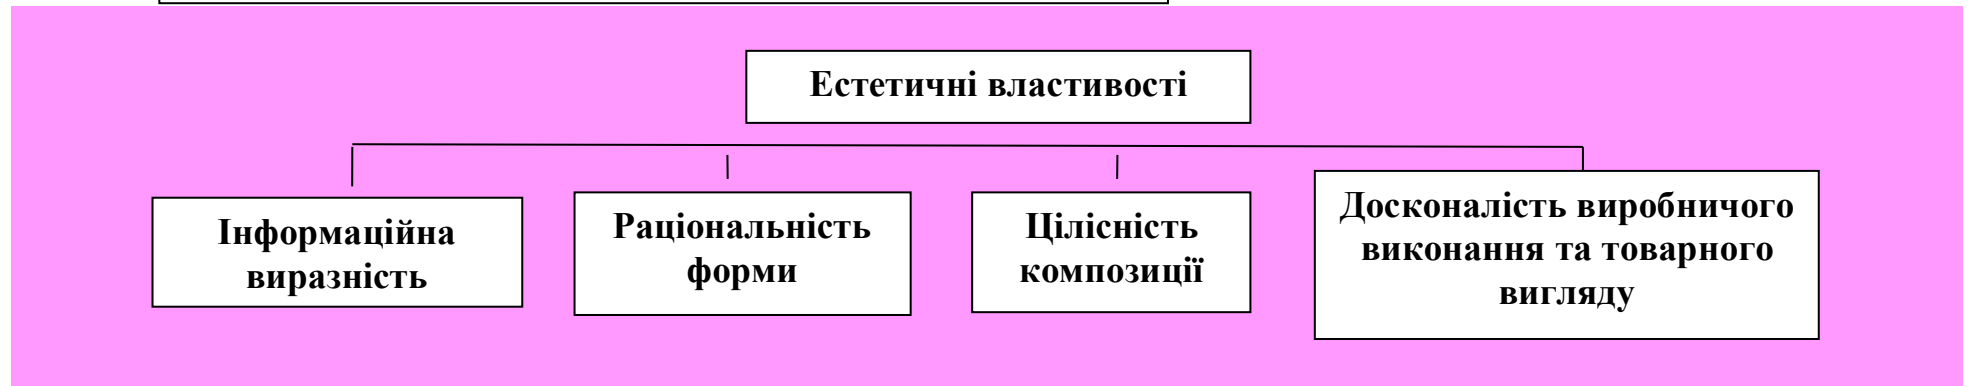 Естетичні властивості
Інформаційна
виразність
Раціональність
форми
Цілісність
композиції
Досконалість виробничого
виконання та товарного
вигляду